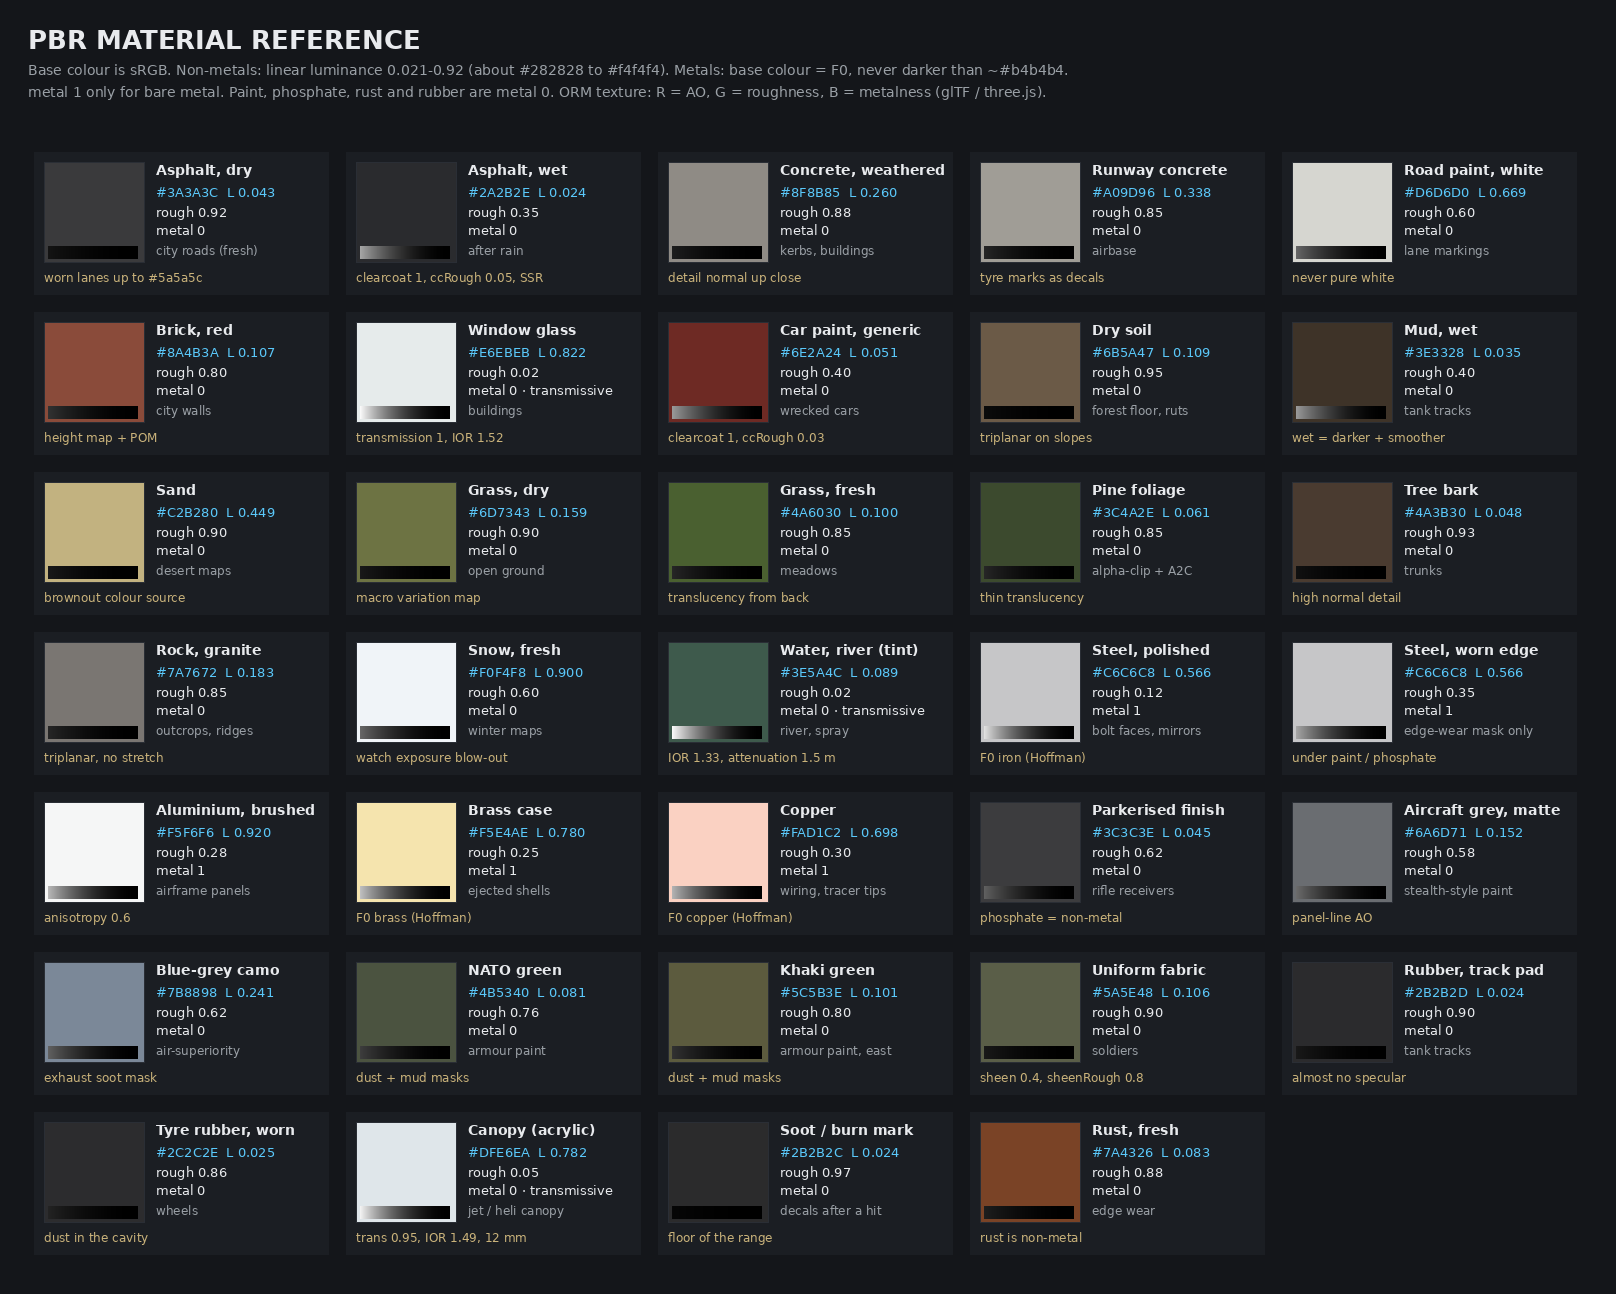 PBR MATERIAL REFERENCE
Base colour is sRGB. Non-metals: linear luminance 0.021-0.92 (about #282828 to #f4f4f4). Metals: base colour = F0, never darker than ~#b4b4b4.
metal 1 only for bare metal. Paint, phosphate, rust and rubber are metal 0. ORM texture: R = AO, G = roughness, B = metalness (glTF / three.js).
Asphalt, dry
#3A3A3C L 0.043
rough 0.92
metal 0
city roads (fresh)
worn lanes up to #5a5a5c
Asphalt, wet
#2A2B2E L 0.024
rough 0.35
metal 0
after rain
clearcoat 1, ccRough 0.05, SSR
Concrete, weathered
#8F8B85 L 0.260
rough 0.88
metal 0
kerbs, buildings
detail normal up close
Runway concrete
#A09D96 L 0.338
rough 0.85
metal 0
airbase
tyre marks as decals
Road paint, white
#D6D6D0 L 0.669
rough 0.60
metal 0
lane markings
never pure white
Brick, red
#8A4B3A L 0.107
rough 0.80
metal 0
city walls
height map + POM
Window glass
#E6EBEB L 0.822
rough 0.02
metal 0 · transmissive
buildings
transmission 1, IOR 1.52
Car paint, generic
#6E2A24 L 0.051
rough 0.40
metal 0
wrecked cars
clearcoat 1, ccRough 0.03
Dry soil
#6B5A47 L 0.109
rough 0.95
metal 0
forest floor, ruts
triplanar on slopes
Mud, wet
#3E3328 L 0.035
rough 0.40
metal 0
tank tracks
wet = darker + smoother
Sand
#C2B280 L 0.449
rough 0.90
metal 0
desert maps
brownout colour source
Grass, dry
#6D7343 L 0.159
rough 0.90
metal 0
open ground
macro variation map
Grass, fresh
#4A6030 L 0.100
rough 0.85
metal 0
meadows
translucency from back
Pine foliage
#3C4A2E L 0.061
rough 0.85
metal 0
alpha-clip + A2C
thin translucency
Tree bark
#4A3B30 L 0.048
rough 0.93
metal 0
trunks
high normal detail
Rock, granite
#7A7672 L 0.183
rough 0.85
metal 0
outcrops, ridges
triplanar, no stretch
Snow, fresh
#F0F4F8 L 0.900
rough 0.60
metal 0
winter maps
watch exposure blow-out
Water, river (tint)
#3E5A4C L 0.089
rough 0.02
metal 0 · transmissive
river, spray
IOR 1.33, attenuation 1.5 m
Steel, polished
#C6C6C8 L 0.566
rough 0.12
metal 1
bolt faces, mirrors
F0 iron (Hoffman)
Steel, worn edge
#C6C6C8 L 0.566
rough 0.35
metal 1
edge-wear mask only
under paint / phosphate
Aluminium, brushed
#F5F6F6 L 0.920
rough 0.28
metal 1
airframe panels
anisotropy 0.6
Brass case
#F5E4AE L 0.780
rough 0.25
metal 1
ejected shells
F0 brass (Hoffman)
Copper
#FAD1C2 L 0.698
rough 0.30
metal 1
wiring, tracer tips
F0 copper (Hoffman)
Parkerised finish
#3C3C3E L 0.045
rough 0.62
metal 0
rifle receivers
phosphate = non-metal
Aircraft grey, matte
#6A6D71 L 0.152
rough 0.58
metal 0
stealth-style paint
panel-line AO
Blue-grey camo
#7B8898 L 0.241
rough 0.62
metal 0
air-superiority
exhaust soot mask
NATO green
#4B5340 L 0.081
rough 0.76
metal 0
armour paint
dust + mud masks
Khaki green
#5C5B3E L 0.101
rough 0.80
metal 0
armour paint, east
dust + mud masks
Uniform fabric
#5A5E48 L 0.106
rough 0.90
metal 0
soldiers
sheen 0.4, sheenRough 0.8
Rubber, track pad
#2B2B2D L 0.024
rough 0.90
metal 0
tank tracks
almost no specular
Tyre rubber, worn
#2C2C2E L 0.025
rough 0.86
metal 0
wheels
dust in the cavity
Canopy (acrylic)
#DFE6EA L 0.782
rough 0.05
metal 0 · transmissive
jet / heli canopy
trans 0.95, IOR 1.49, 12 mm
Soot / burn mark
#2B2B2C L 0.024
rough 0.97
metal 0
decals after a hit
floor of the range
Rust, fresh
#7A4326 L 0.083
rough 0.88
metal 0
edge wear
rust is non-metal